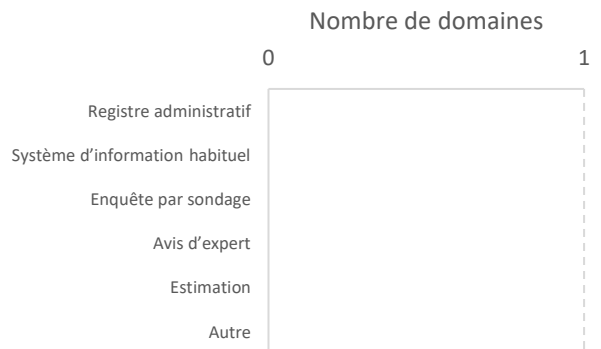 Nombre de domaines
0 1
Registre administratif
Système d’information habituel
Enquête par sondage
Avis d’expert
Estimation
Autre